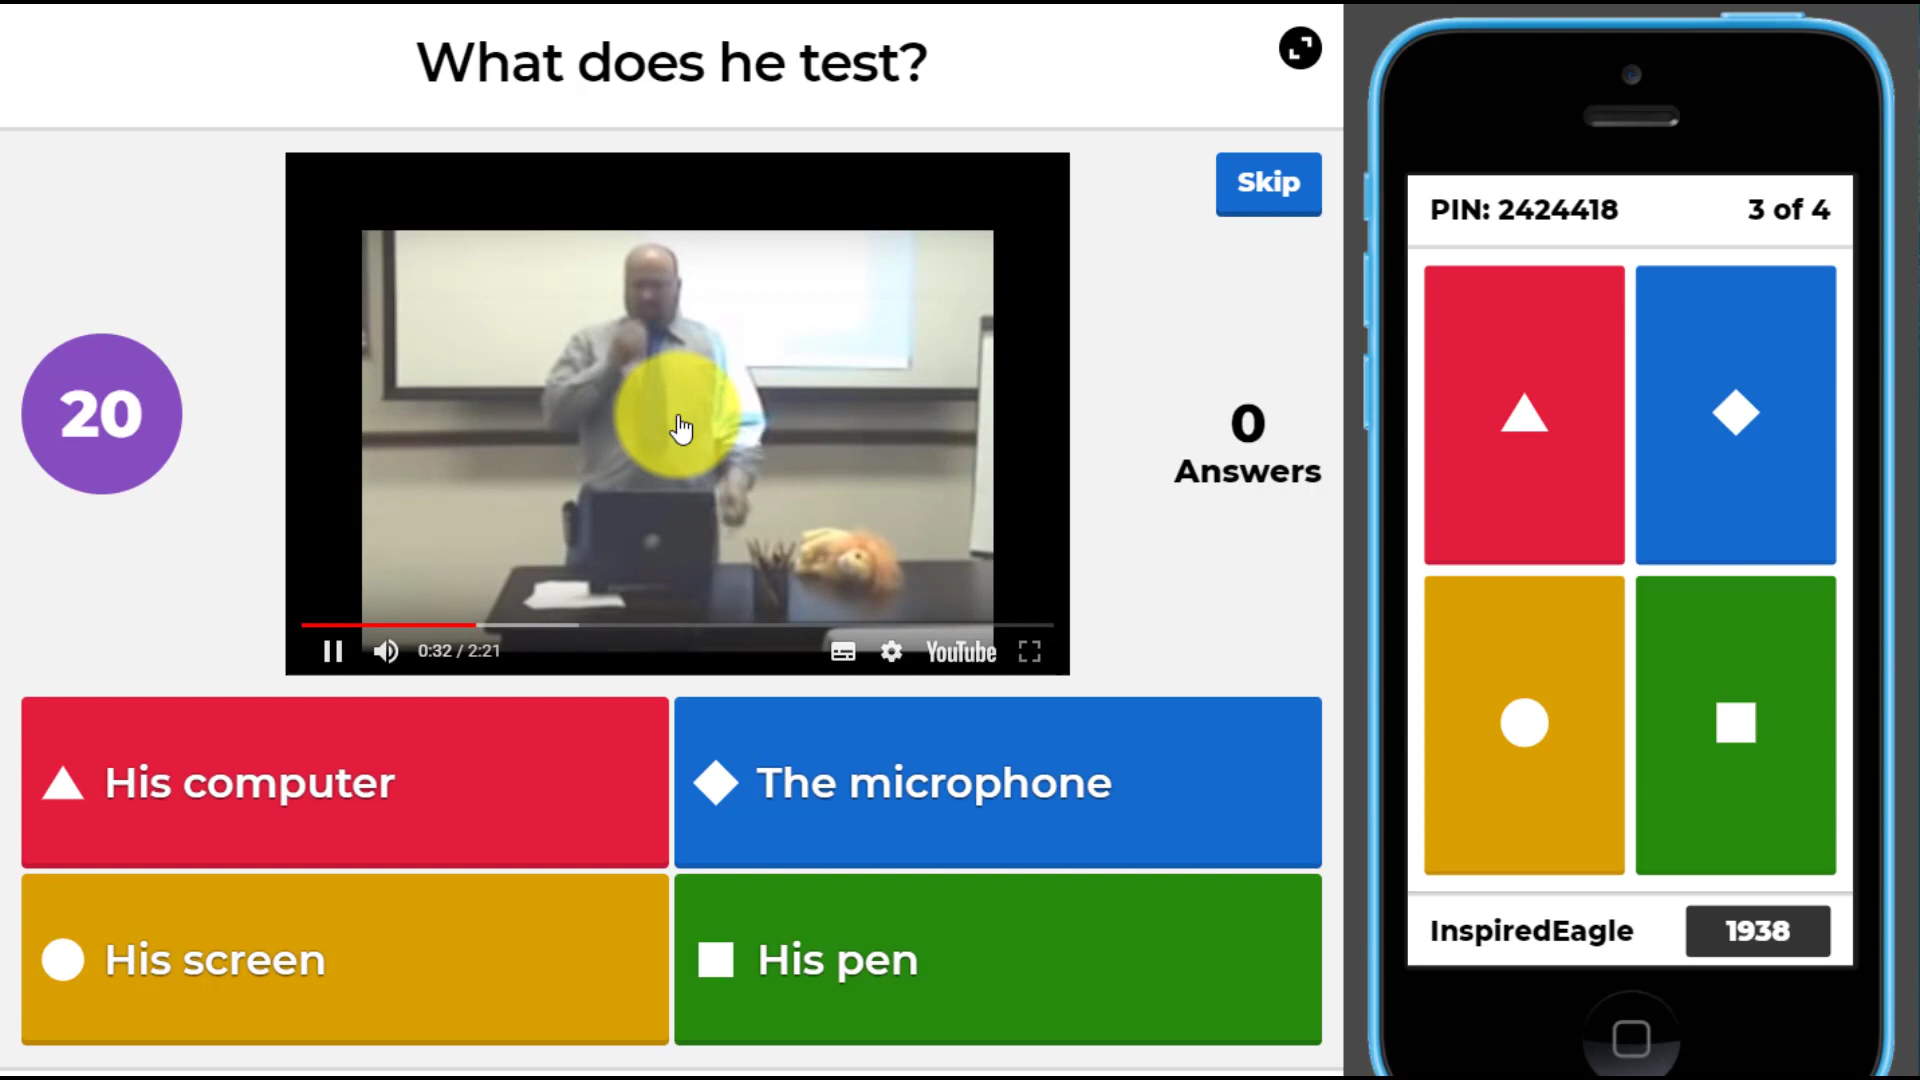 What does he test?
Skip
20
0
Answers
0:32 / 2:21
YouTube
His computer
The microphone
His screen
His pen
PIN: 2424418
3 of 4
InspiredEagle
1938